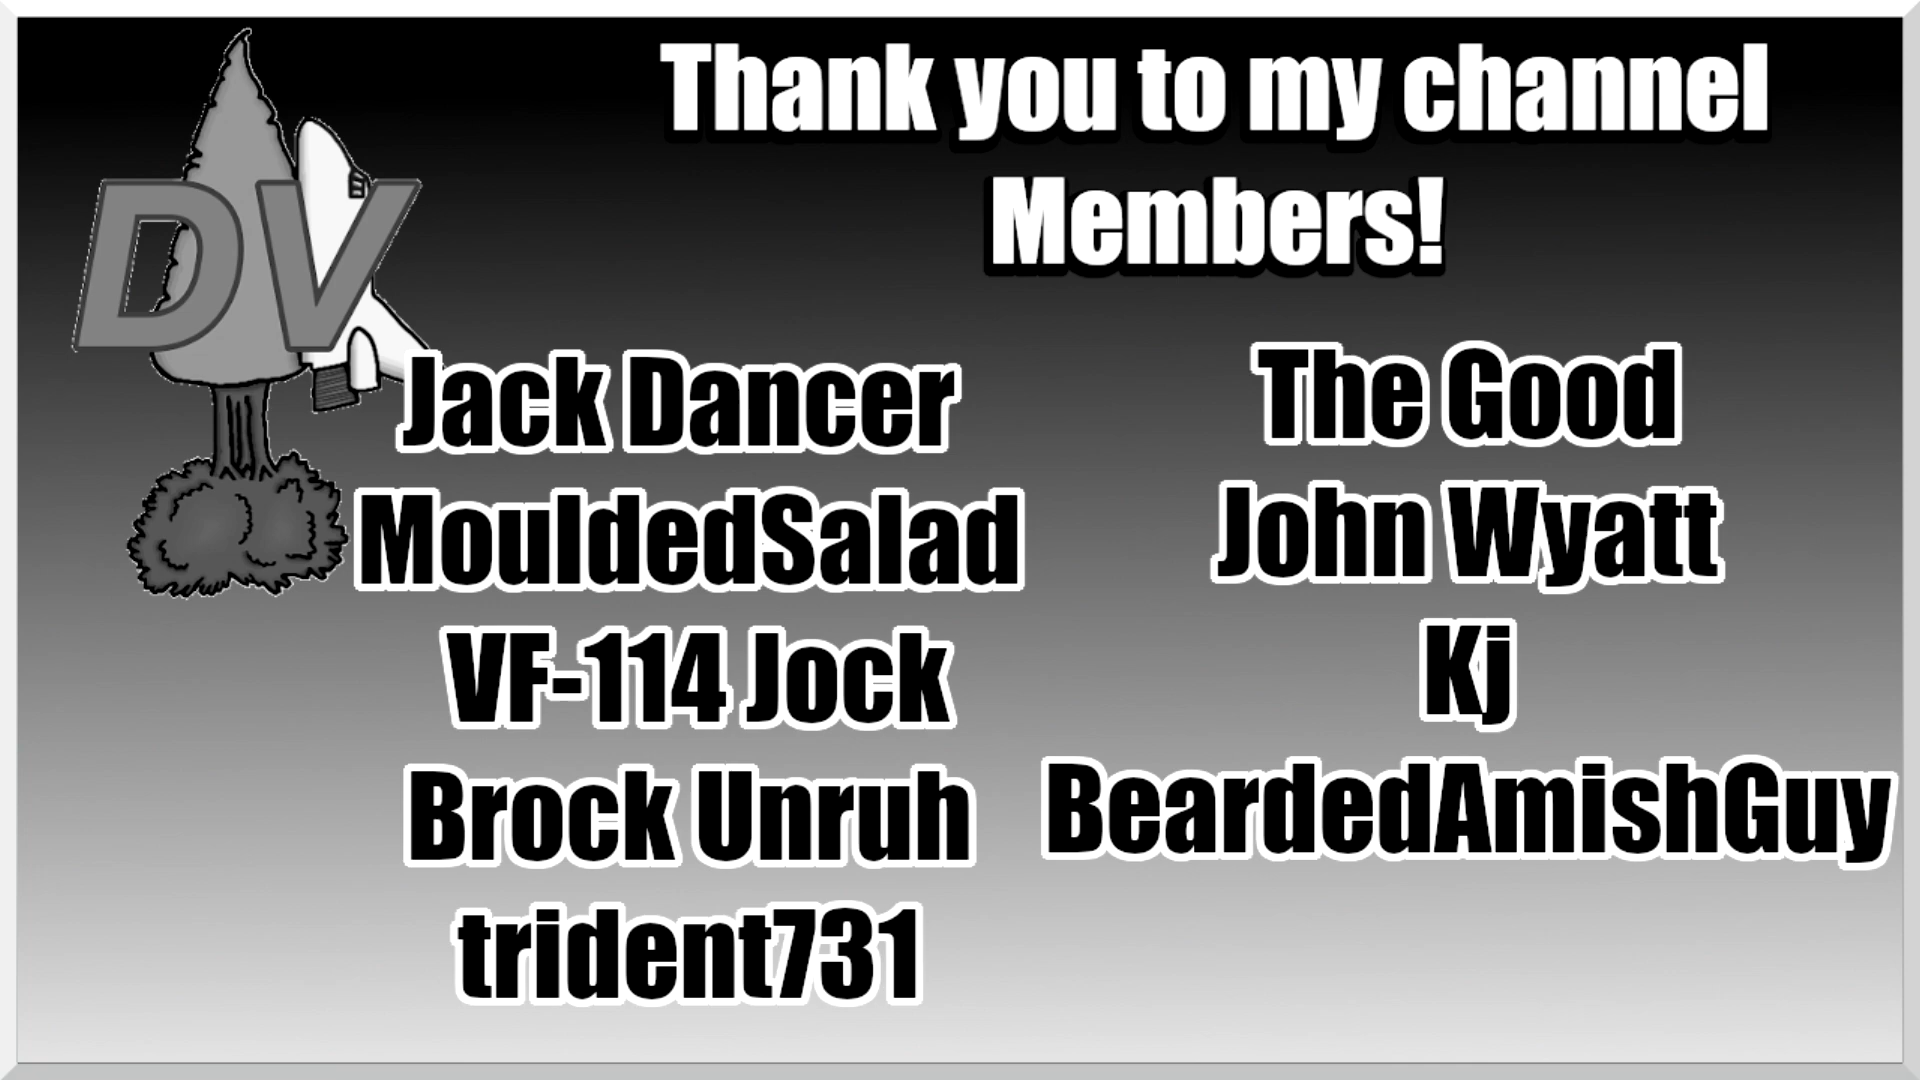 DV
Thank you to my channel
Members!
Jack Dancer
MouldedSalad
VF-114 Jock
Brock Unruh
trident731
The Good
John Wyatt
Kj
BeardedAmishGuy